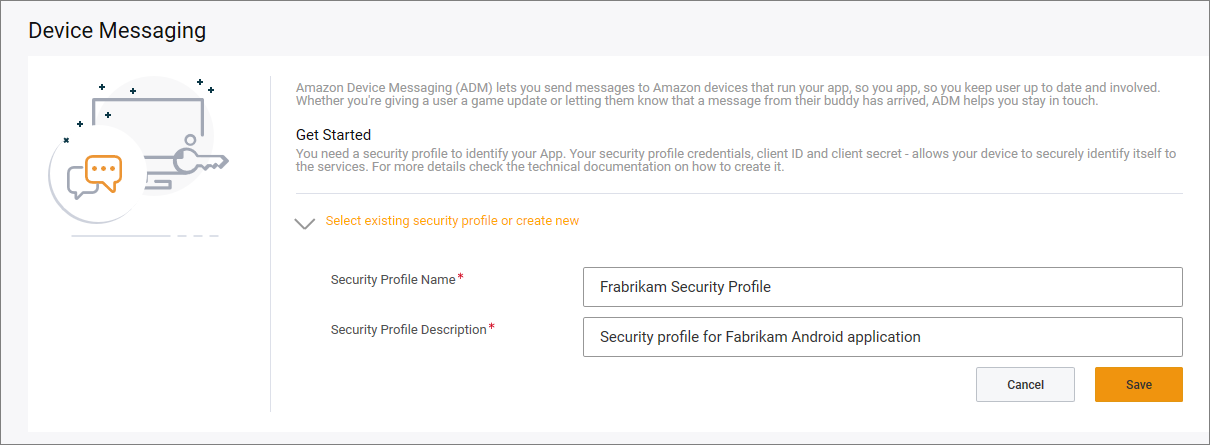 Device Messaging
Amazon Device Messaging (ADM) lets you send messages to Amazon devices that run your app, so you app, so you keep user up to date and involved.
Whether you're giving a user a game update or letting them know that a message from their buddy has arrived, ADM helps you stay in touch.
Get Started
You need a security profile to identify your App. Your security profile credentials, client ID and client secret - allows your device to securely identify itself to
the services. For more details check the technical documentation on how to create it.
Select existing security profile or create new
Security Profile Name*
Frabrikam Security Profile
Security Profile Description*
Security profile for Fabrikam Android application
Cancel
Save